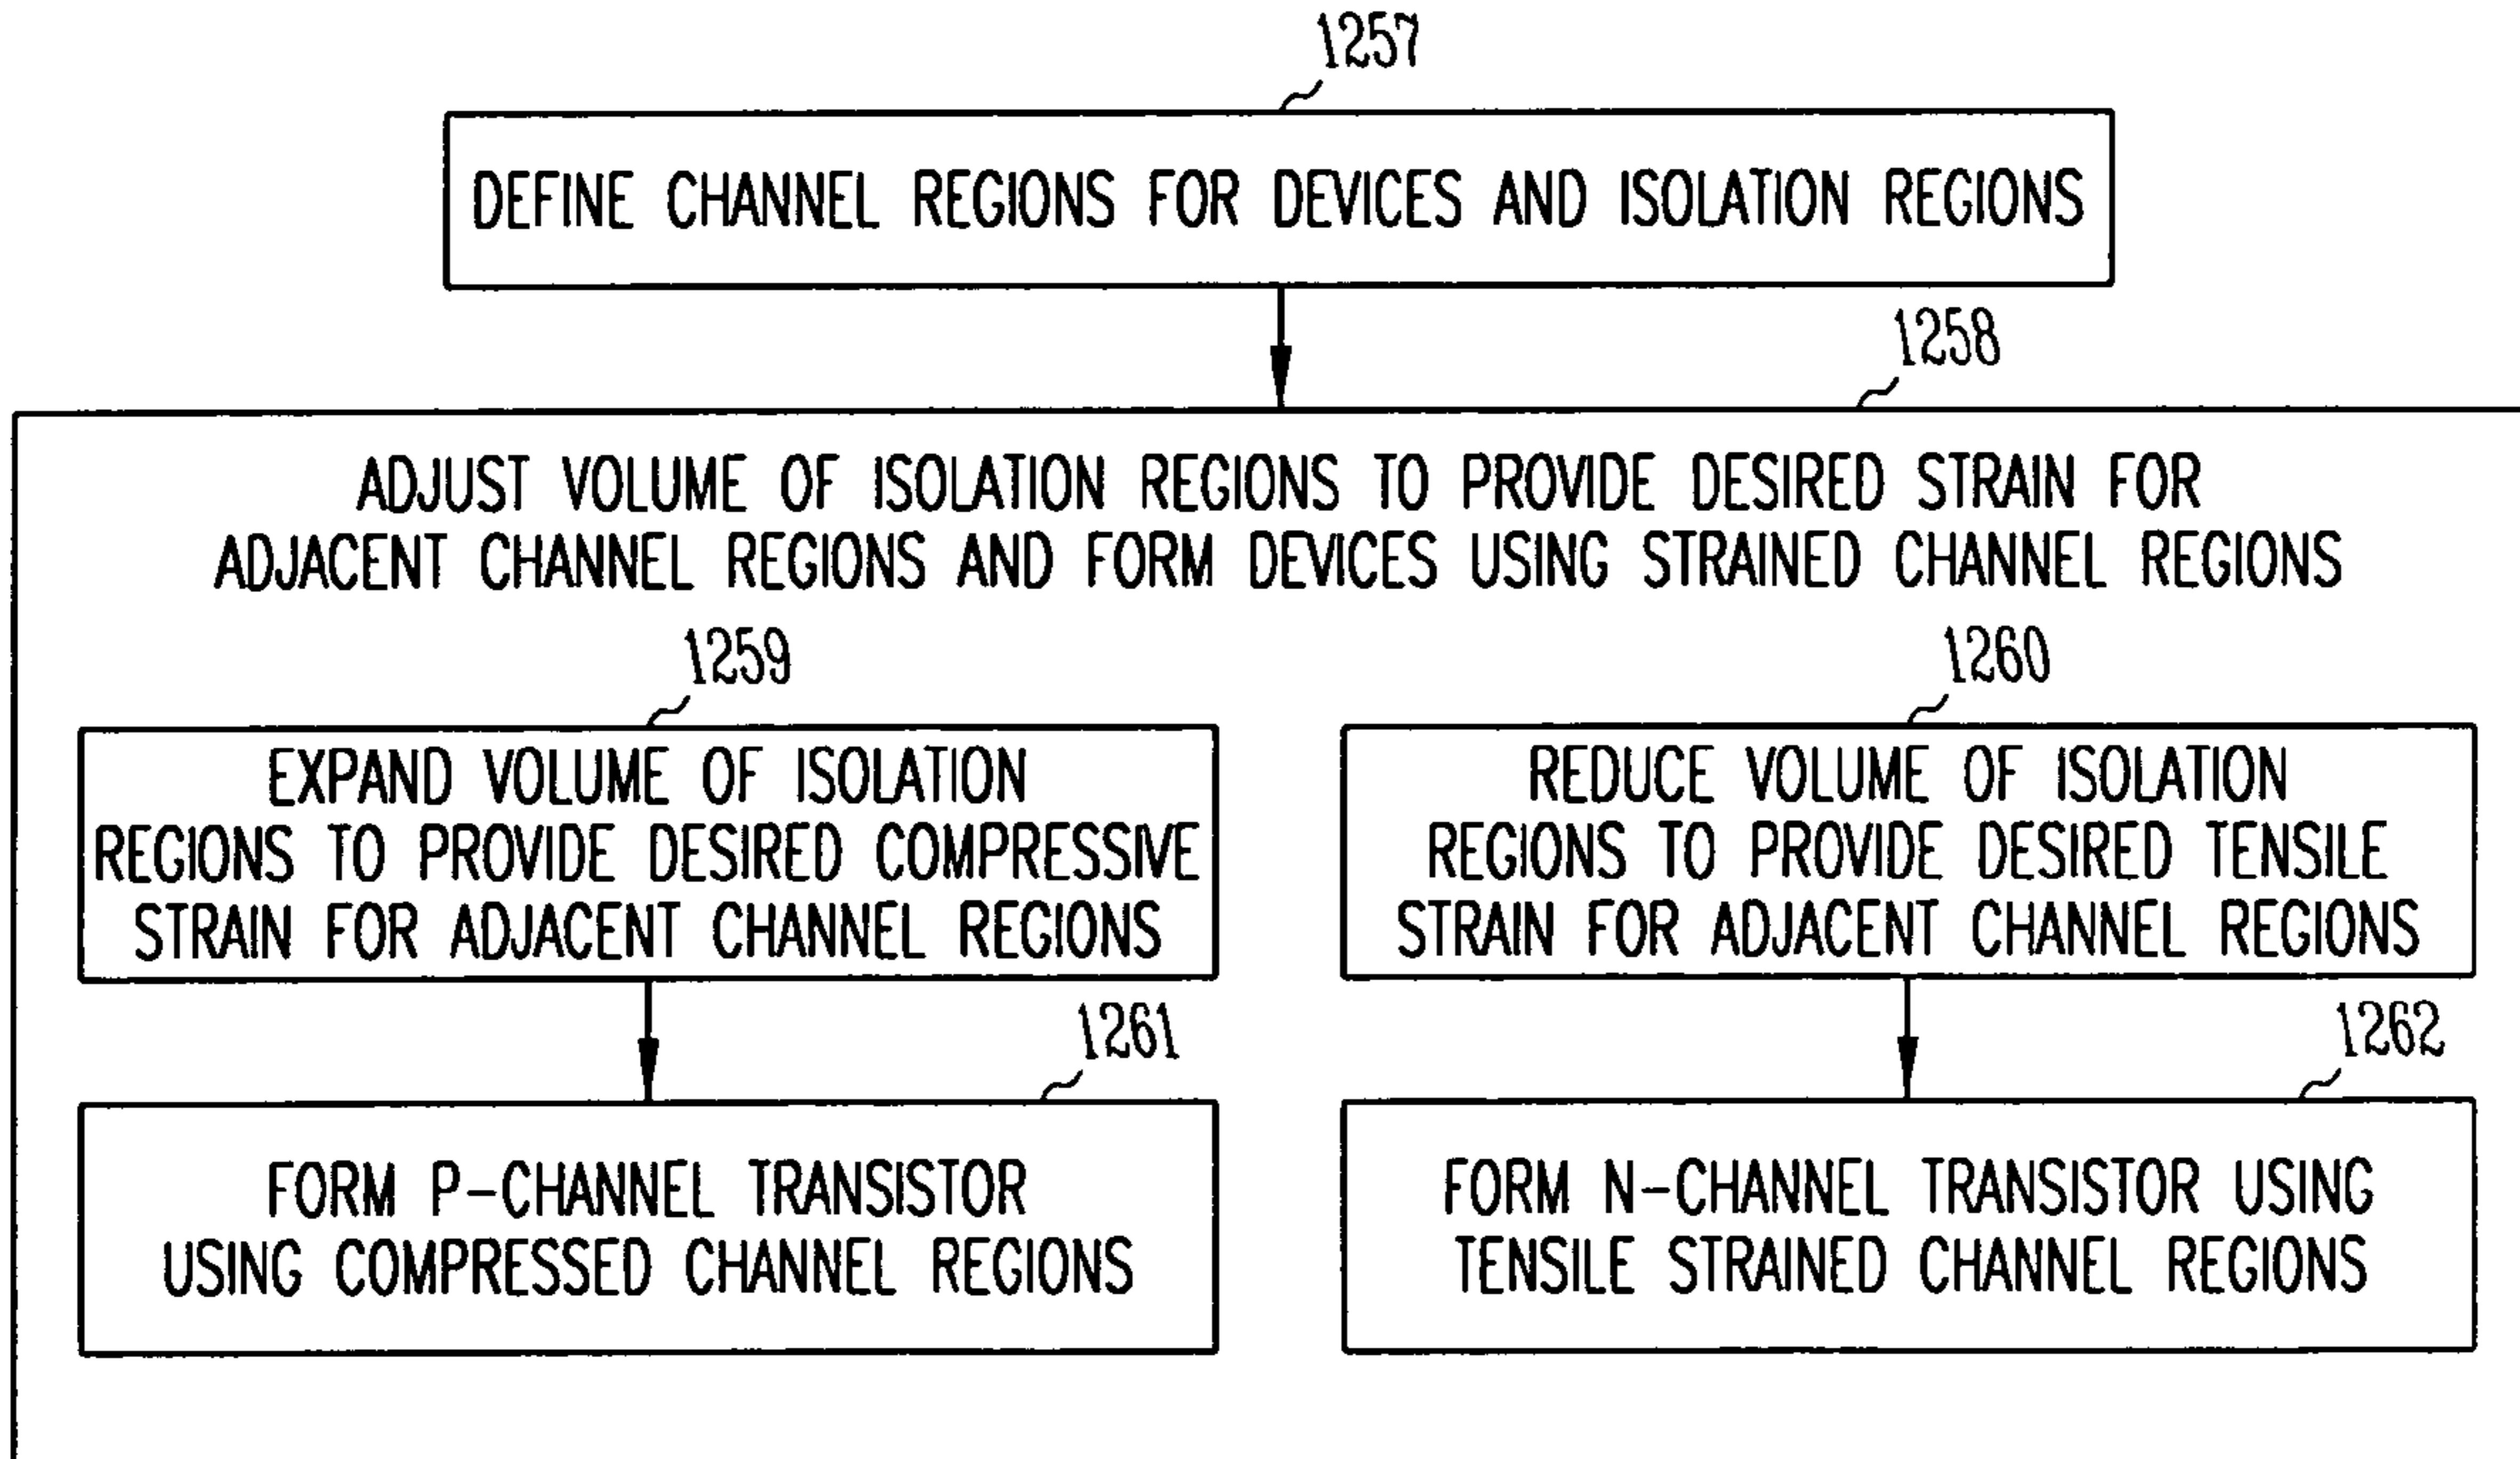 1257
DEFINE CHANNEL REGIONS FOR DEVICES AND ISOLATION REGIONS
1258
ADJUST VOLUME OF ISOLATION REGIONS TO PROVIDE DESIRED STRAIN FOR
ADJACENT CHANNEL REGIONS AND FORM DEVICES USING STRAINED CHANNEL REGIONS
1259
EXPAND VOLUME OF ISOLATION
REGIONS TO PROVIDE DESIRED COMPRESSIVE
STRAIN FOR ADJACENT CHANNEL REGIONS
1260
REDUCE VOLUME OF ISOLATION
REGIONS TO PROVIDE DESIRED TENSILE
STRAIN FOR ADJACENT CHANNEL REGIONS
1261
FORM P-CHANNEL TRANSISTOR
USING COMPRESSED CHANNEL REGIONS
1262
FORM N-CHANNEL TRANSISTOR USING
TENSILE STRAINED CHANNEL REGIONS